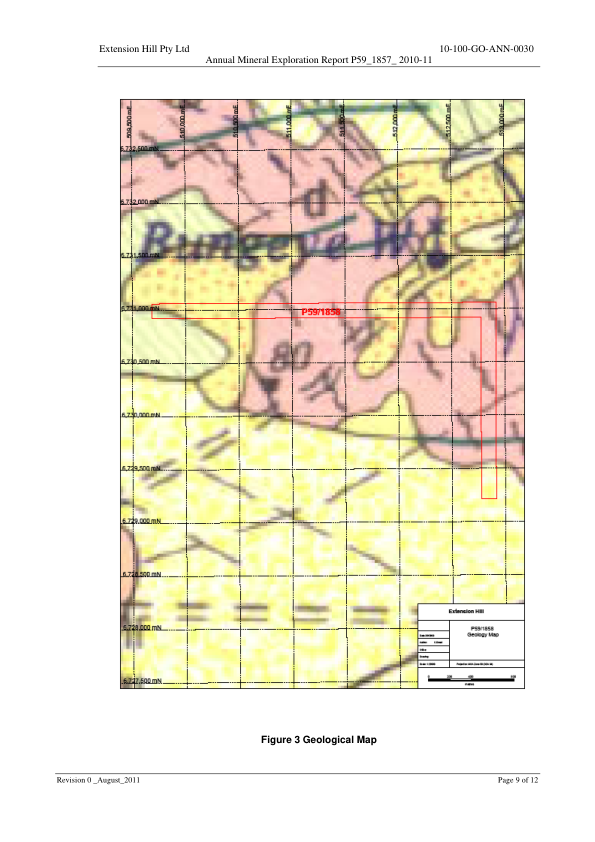 Extension Hill Pty Ltd 10-100-GO-ANN-0030
Annual Mineral Exploration Report P59_1857_ 2010-11
509,500 mE 510,000 mE 510,500 mE 511,000 mE 511,500 mE 512,000 mE 512,500 mE 513,000 mE
6,732,500 mN
6,732,000 mN
d
6,731,500 mN
6,731,000 mN
P59/1858
6,730,500 mN
80
6,730,000 mN
6,729,500 mN
6,729,000 mN
6,728,500 mN
Extension Hill
P59/1858
Geology Map
6,728,000 mN
6,727,500 mN
Figure 3 Geological Map
Revision 0 _August_2011 Page 9 of 12